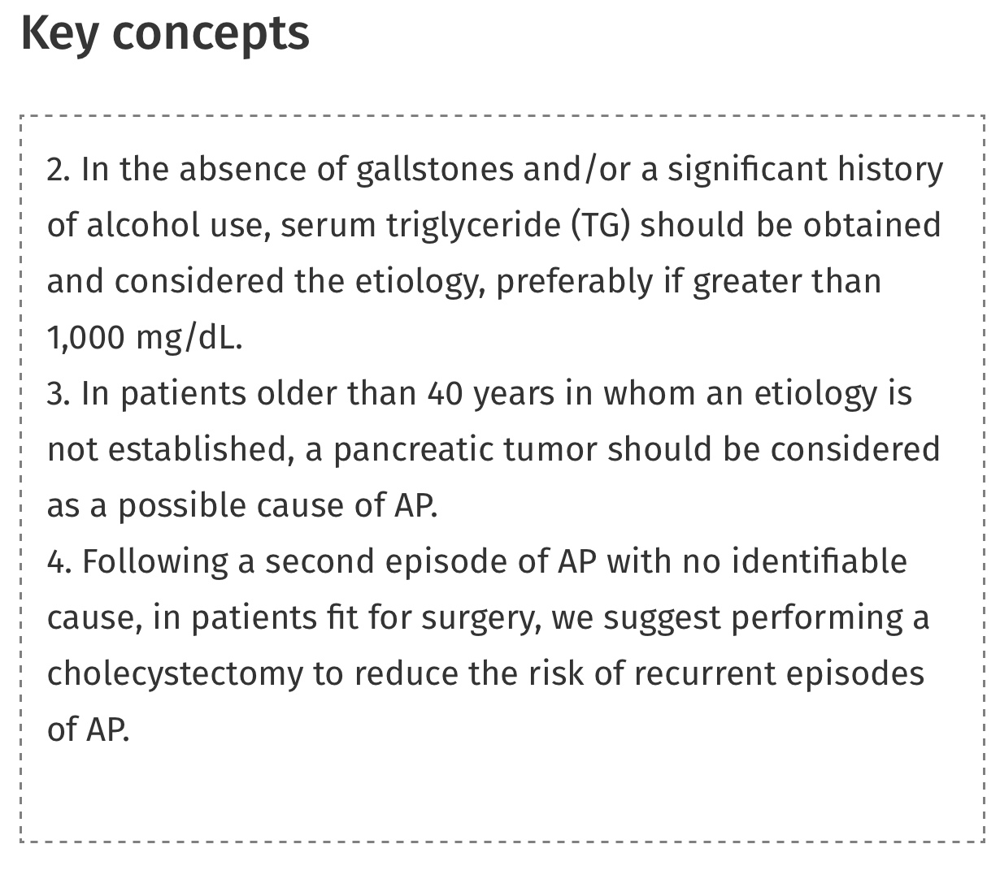 Key concepts
2. In the absence of gallstones and/or a significant history
of alcohol use, serum triglyceride (TG) should be obtained
and considered the etiology, preferably if greater than
1,000 mg/dL.
3. In patients older than 40 years in whom an etiology is
not established, a pancreatic tumor should be considered
as a possible cause of AP.
4. Following a second episode of AP with no identifiable
cause, in patients fit for surgery, we suggest performing a
cholecystectomy to reduce the risk of recurrent episodes
of AP.